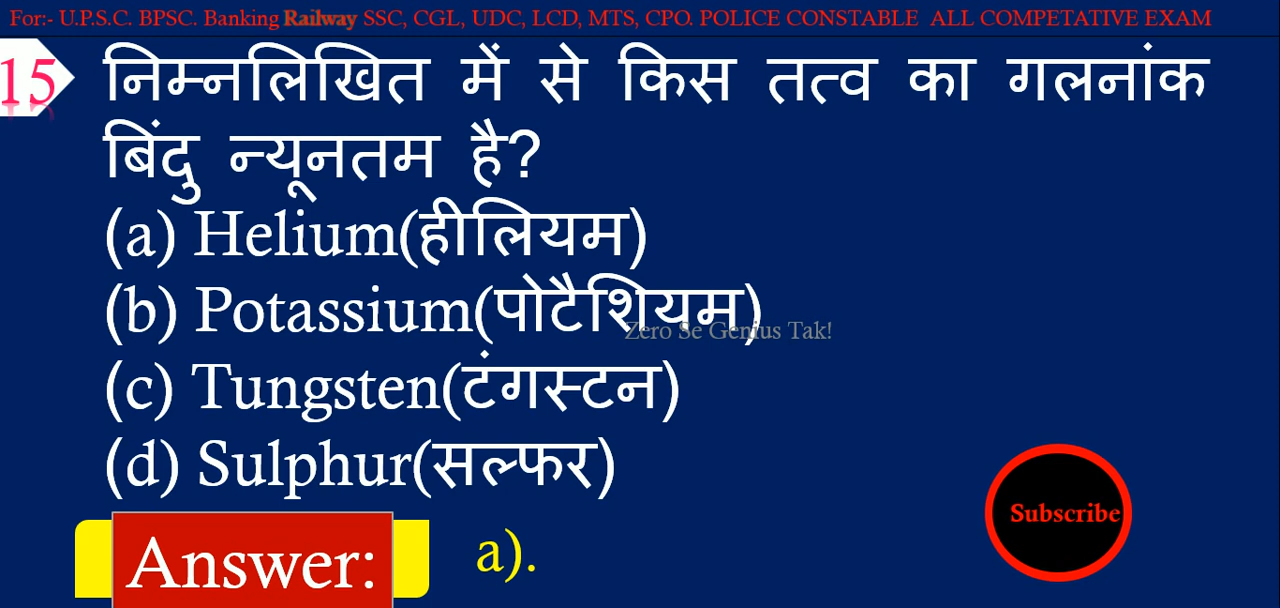 For:- U.P.S.C. BPSC. Banking Railway SSC, CGL, UDC, LCD, MTS, CPO. POLICE CONSTABLE ALL COMPETATIVE EXAM
15
निम्नलिखित में से किस तत्व का गलनांक
बिंदु न्यूनतम है?
(a) Helium(हीलियम)
(b) Potassium(पोटैशियम)
Zero Se Genius Tak!
(c) Tungsten(टंगस्टन)
(d) Sulphur(सल्फर)
Subscribe
Answer: a).